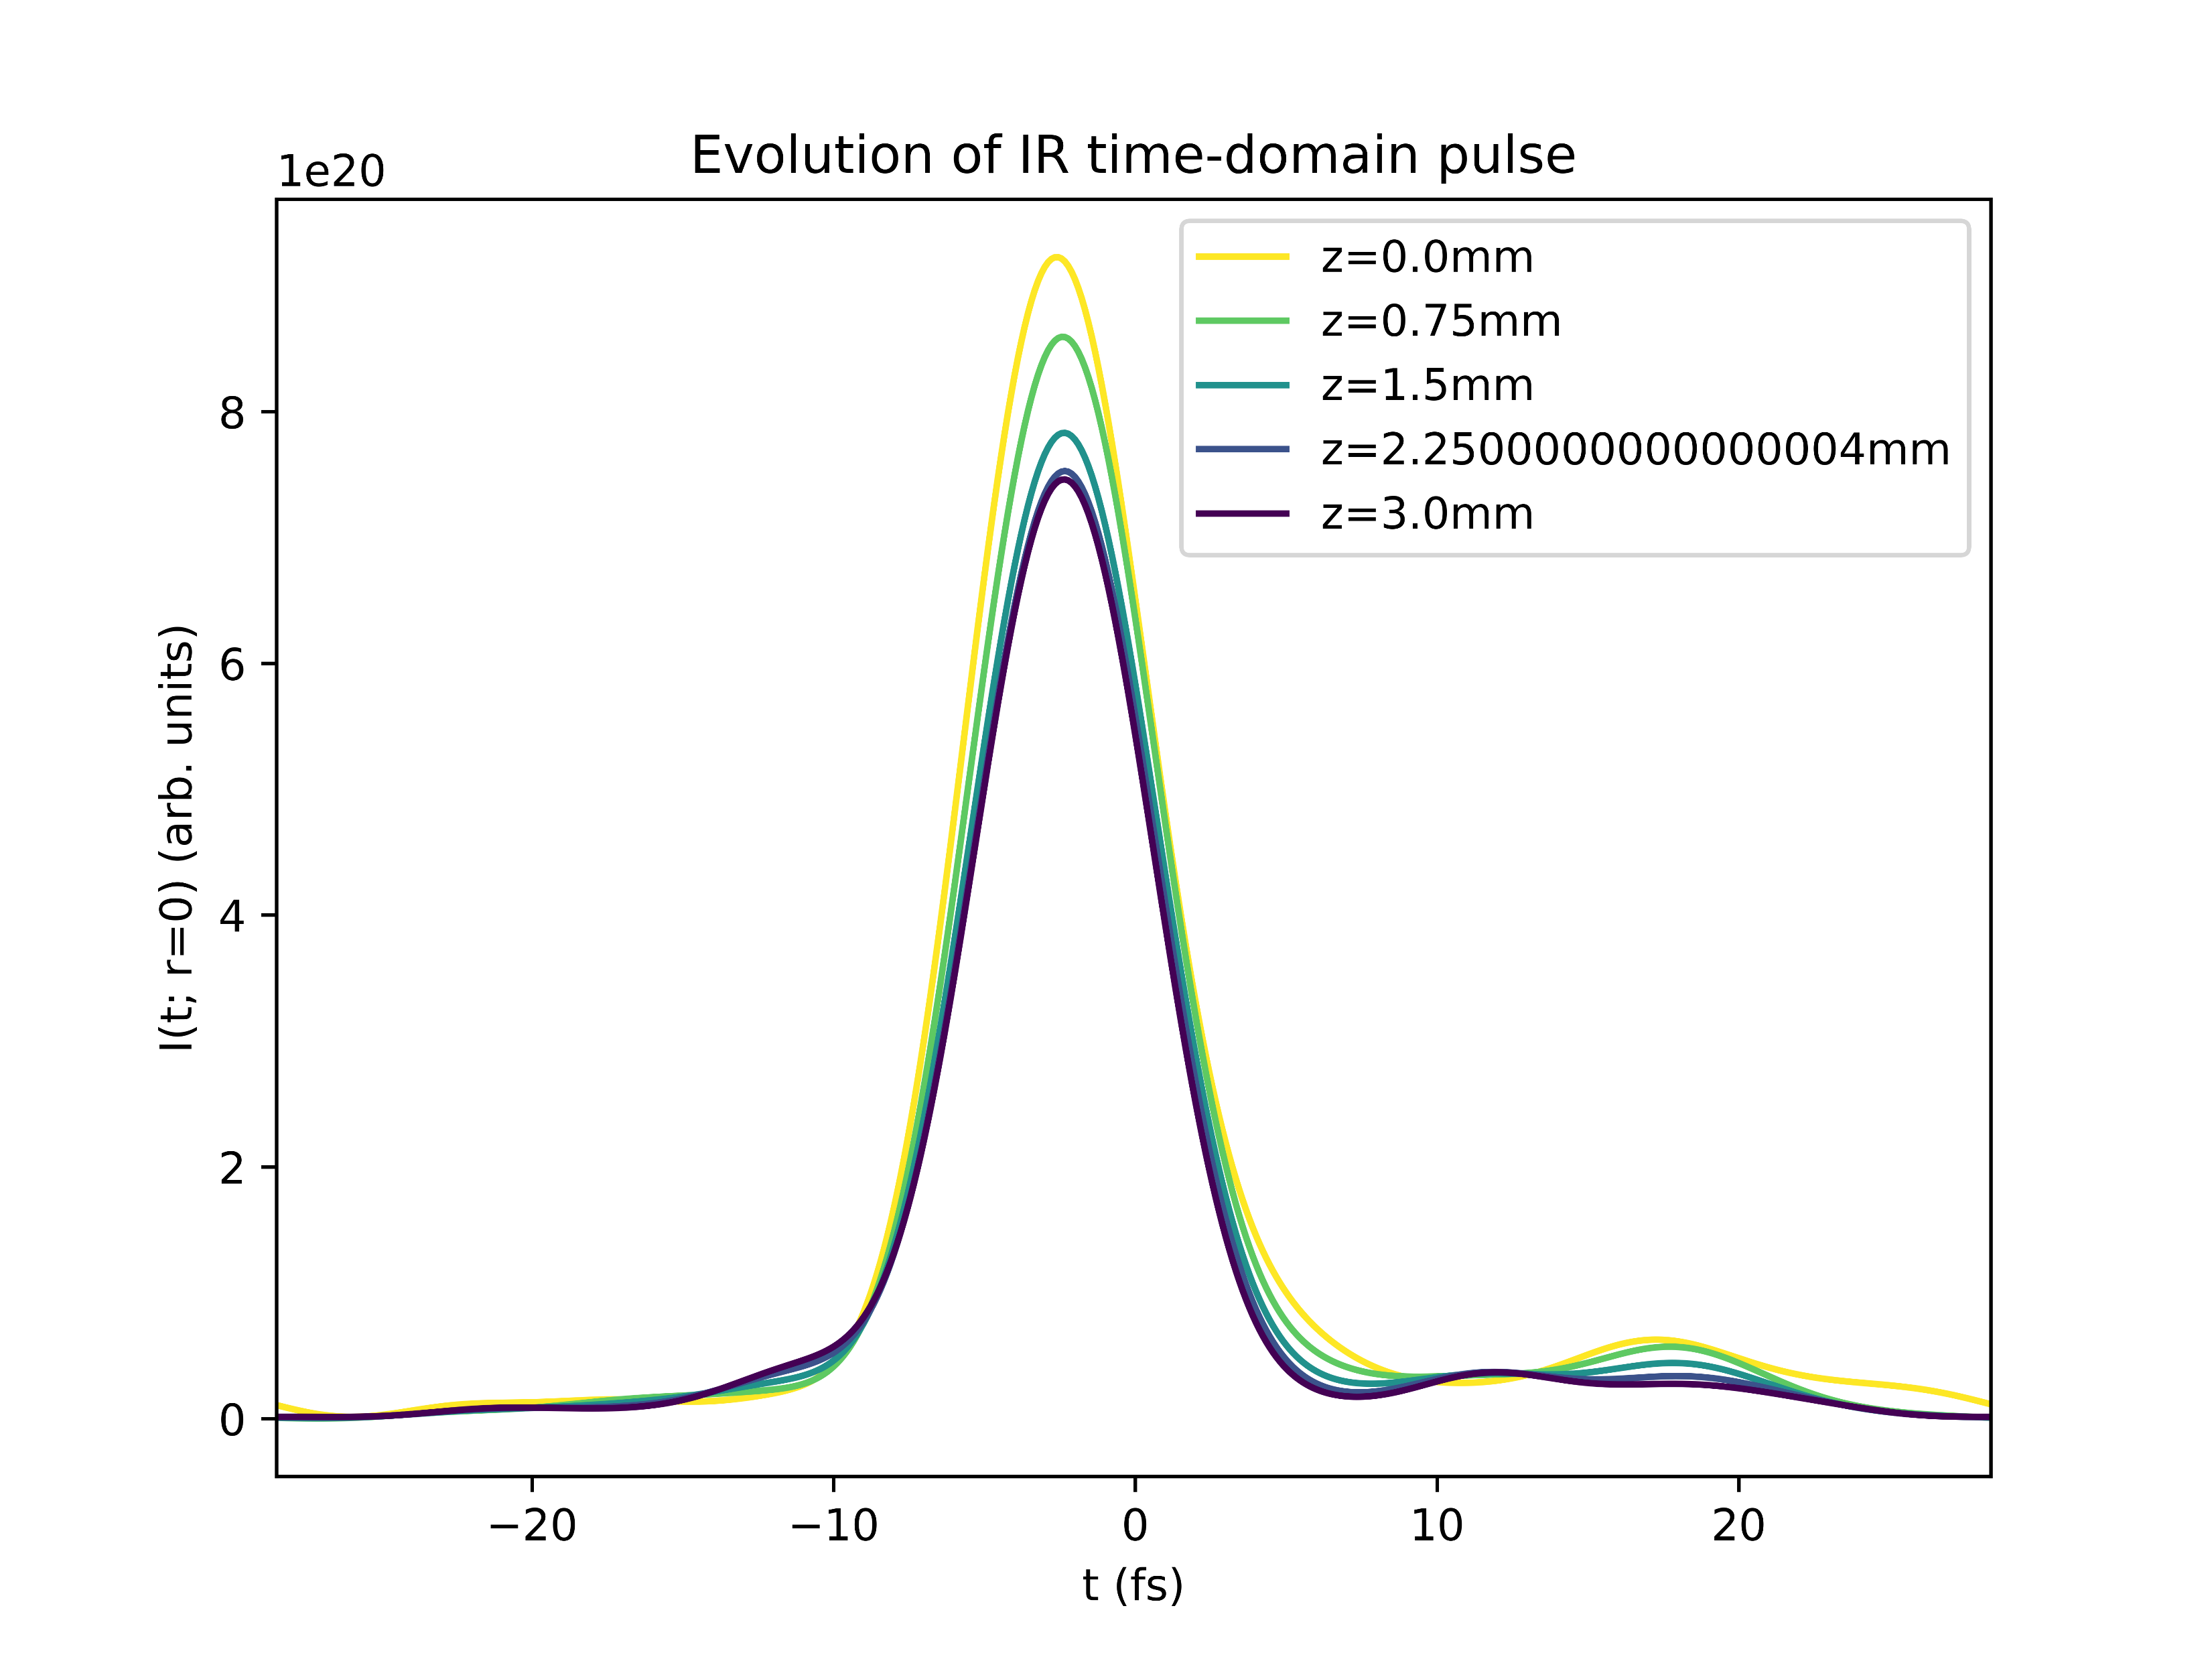 Evolution of IR time-domain pulse
1e20
z=0.0mm
z=0.75mm
z=1.5mm
z=2.2500000000000004mm
z=3.0mm
8
6
4
2
0
I(t; r=0) (arb. units)
−20
−10
0
10
20
t (fs)